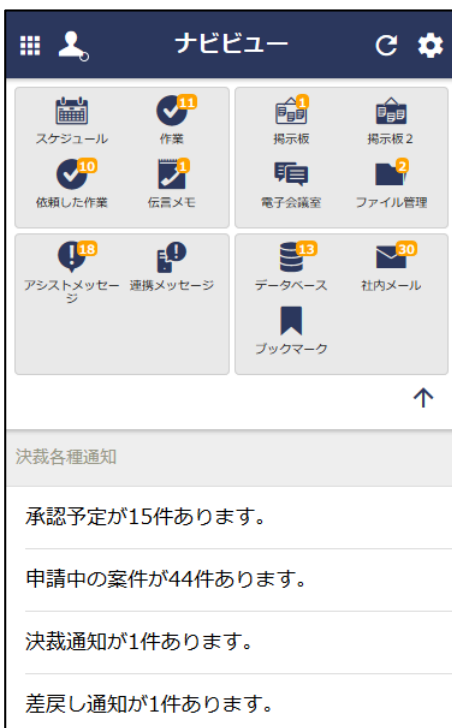 ナビビュー
11
1
スケジュール 作業 掲示板 掲示板2
10
1
2
依頼した作業 伝言メモ 電子会議室 ファイル管理
18
13
30
アシストメッセー 連携メッセージ データベース 社内メール
ジ
ブックマーク
決裁各種通知
承認予定が15件あります。
申請中の案件が44件あります。
決裁通知が1件あります。
差戻し通知が1件あります。